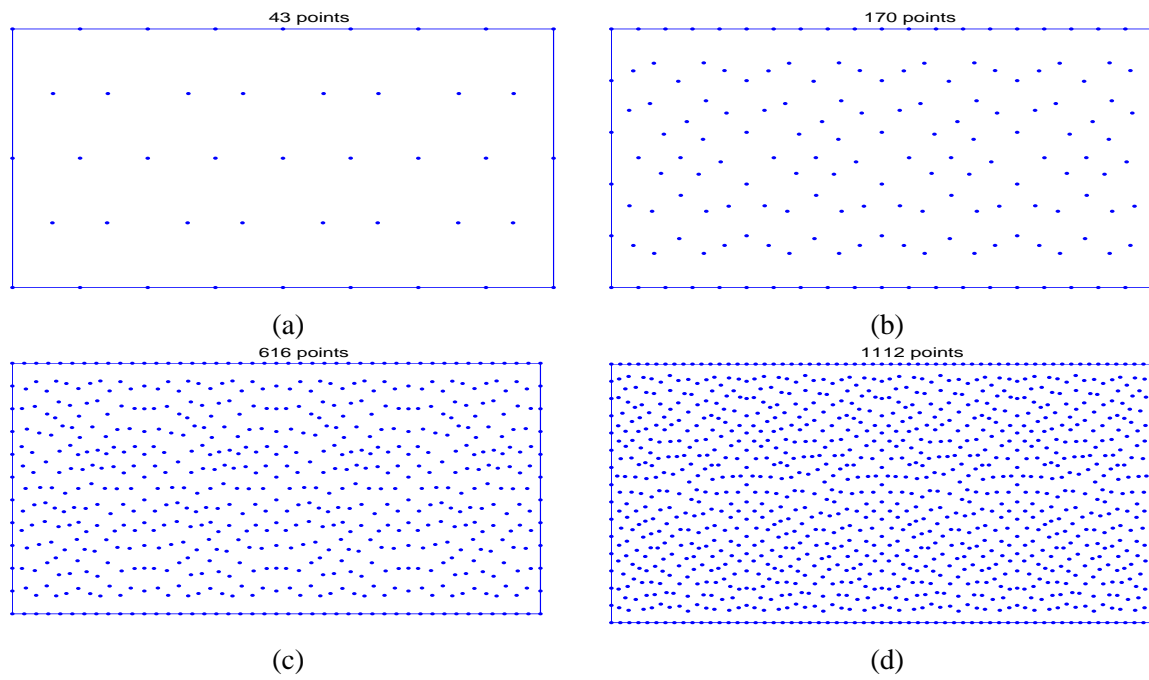 43 points
170 points
(a)
(b)
616 points
1112 points
(c)
(d)